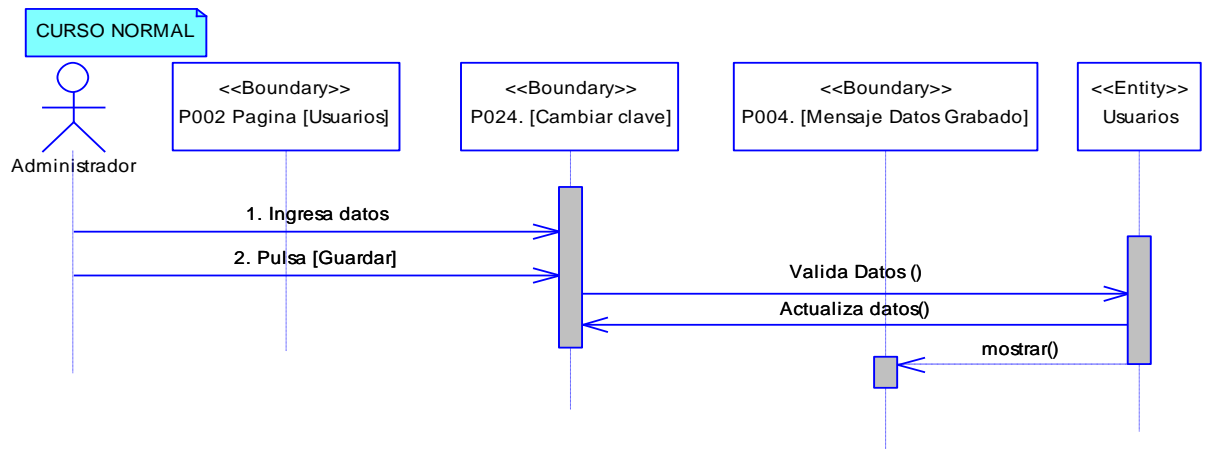 CURSO NORMAL
Administrador
<<Boundary>>
P002 Pagina [Usuarios]
<<Boundary>>
P024. [Cambiar clave]
<<Boundary>>
P004. [Mensaje Datos Grabado]
<<Entity>>
Usuarios
1. Ingresa datos
2. Pulsa [Guardar]
Valida Datos ()
Actualiza datos()
mostrar()